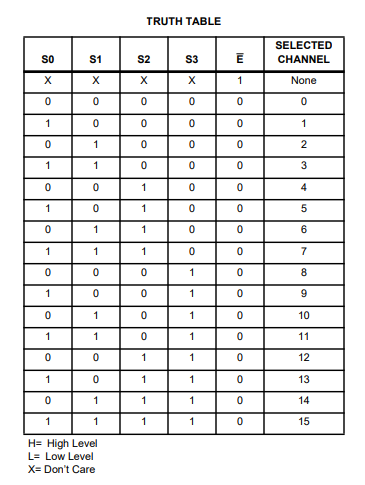 TRUTH TABLE
S0 S1 S2 S3 E̅ SELECTED CHANNEL
X X X X 1 None
0 0 0 0 0 0
1 0 0 0 0 1
0 1 0 0 0 2
1 1 0 0 0 3
0 0 1 0 0 4
1 0 1 0 0 5
0 1 1 0 0 6
1 1 1 0 0 7
0 0 0 1 0 8
1 0 0 1 0 9
0 1 0 1 0 10
1 1 0 1 0 11
0 0 1 1 0 12
1 0 1 1 0 13
0 1 1 1 0 14
1 1 1 1 0 15
H= High Level
L= Low Level
X= Don't Care